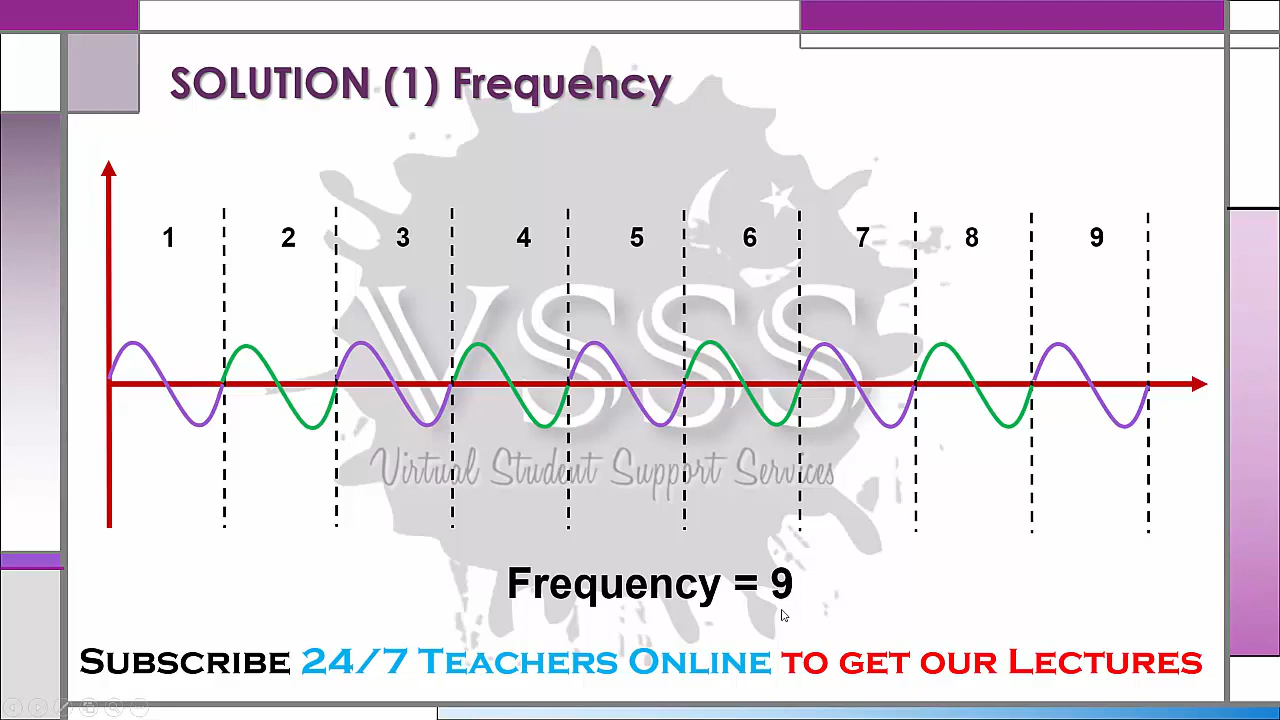 SOLUTION (1) Frequency
1 2 3 4 5 6 7 8 9
VSSS
Virtual Student Support Services
Frequency = 9
SUBSCRIBE 24/7 TEACHERS ONLINE TO GET OUR LECTURES